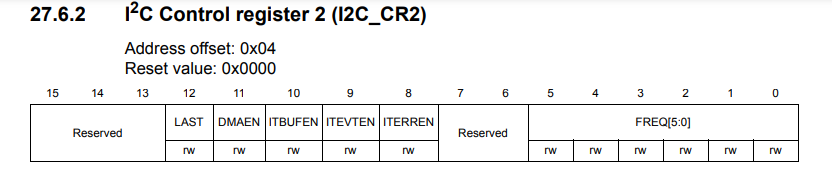 27.6.2 I²C Control register 2 (I2C_CR2)
Address offset: 0x04
Reset value: 0x0000
15 14 13 12 11 10 9 8 7 6 5 4 3 2 1 0
Reserved LAST DMAEN ITBUFEN ITEVTEN ITERREN Reserved FREQ[5:0]
rw rw rw rw rw rw rw rw rw rw rw